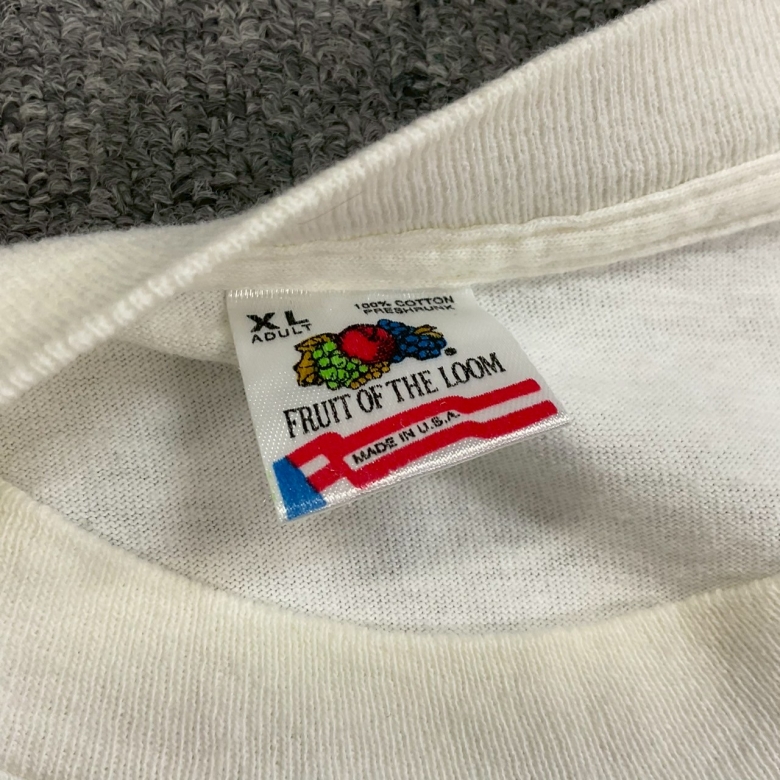 XL
ADULT
100% COTTON
PRESHRUNK
®
FRUIT OF THE LOOM
MADE IN U.S.A.